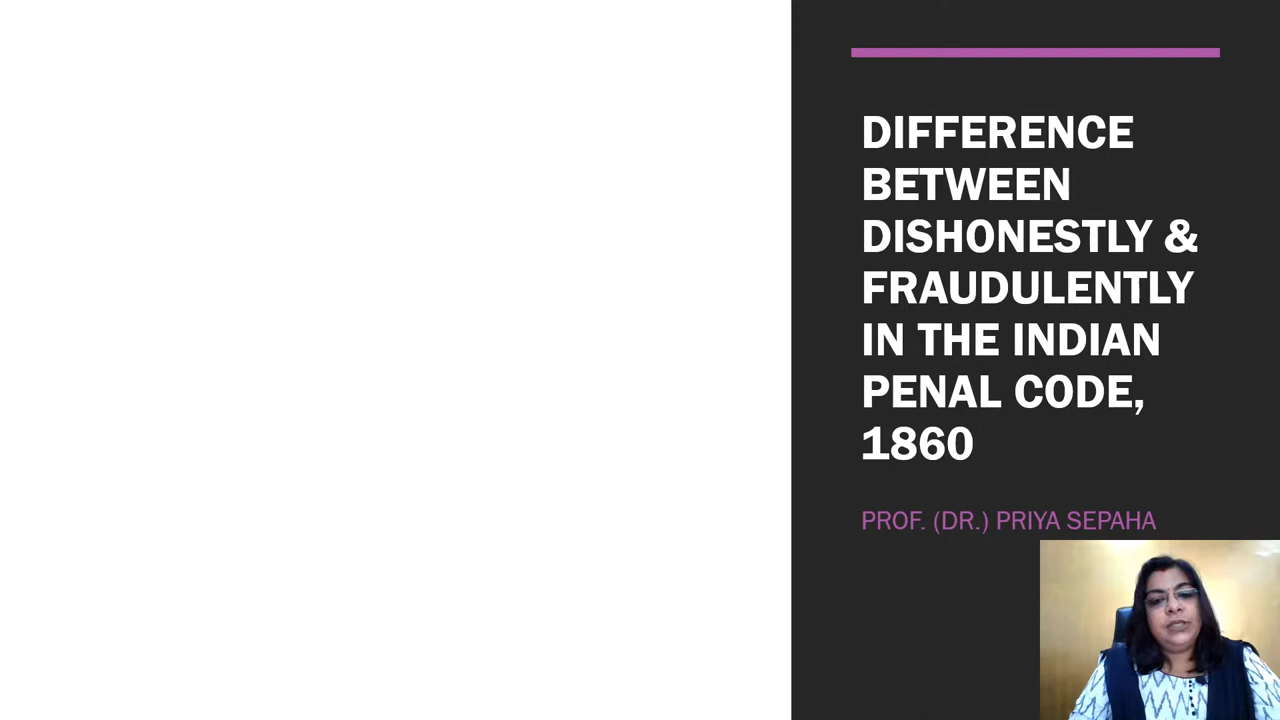 DIFFERENCE
BETWEEN
DISHONESTLY &
FRAUDULENTLY
IN THE INDIAN
PENAL CODE,
1860
PROF. (DR.) PRIYA SEPAHA